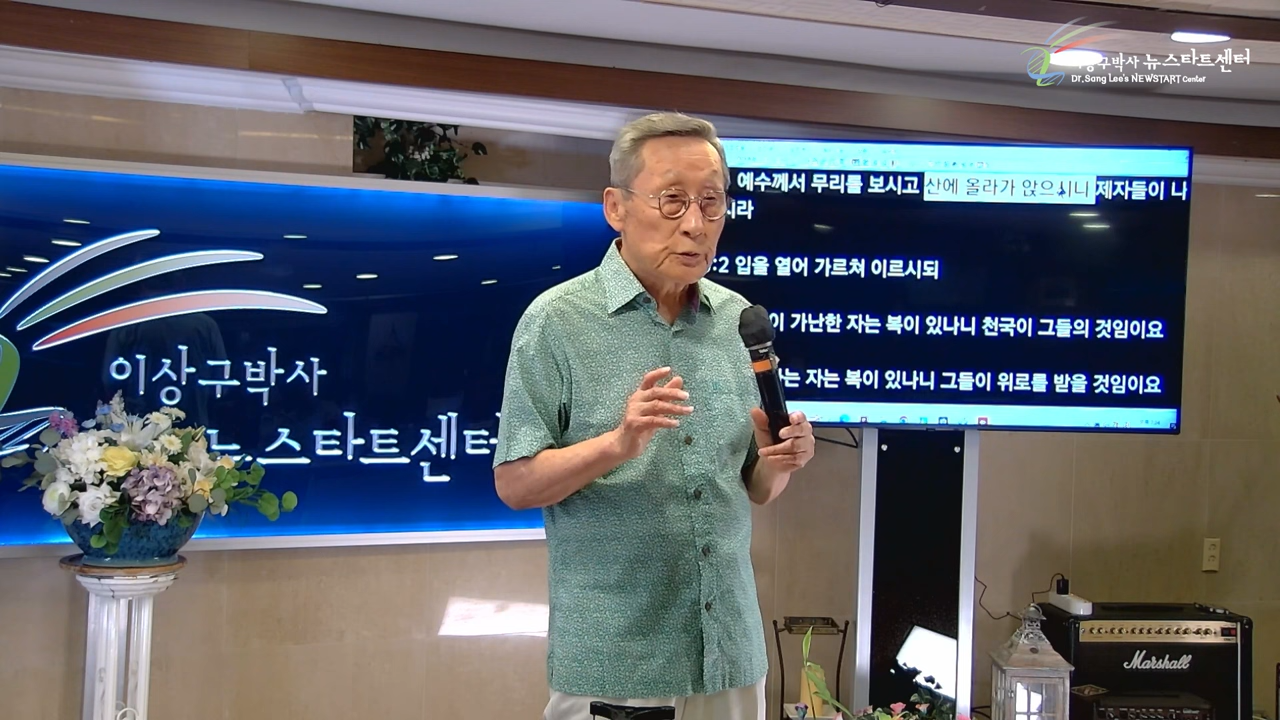 이상구박사 뉴스타트센터
Dr. Sang Lee's NEWSTART Center
예수께서 무리를 보시고 산에 올라가 앉으시니 제자들이 나
시라
:2 입을 열어 가르쳐 이르시되
이 가난한 자는 복이 있나니 천국이 그들의 것임이요
는 자는 복이 있나니 그들이 위로를 받을 것임이요
이상구박사
뉴스타트센터
Marshall